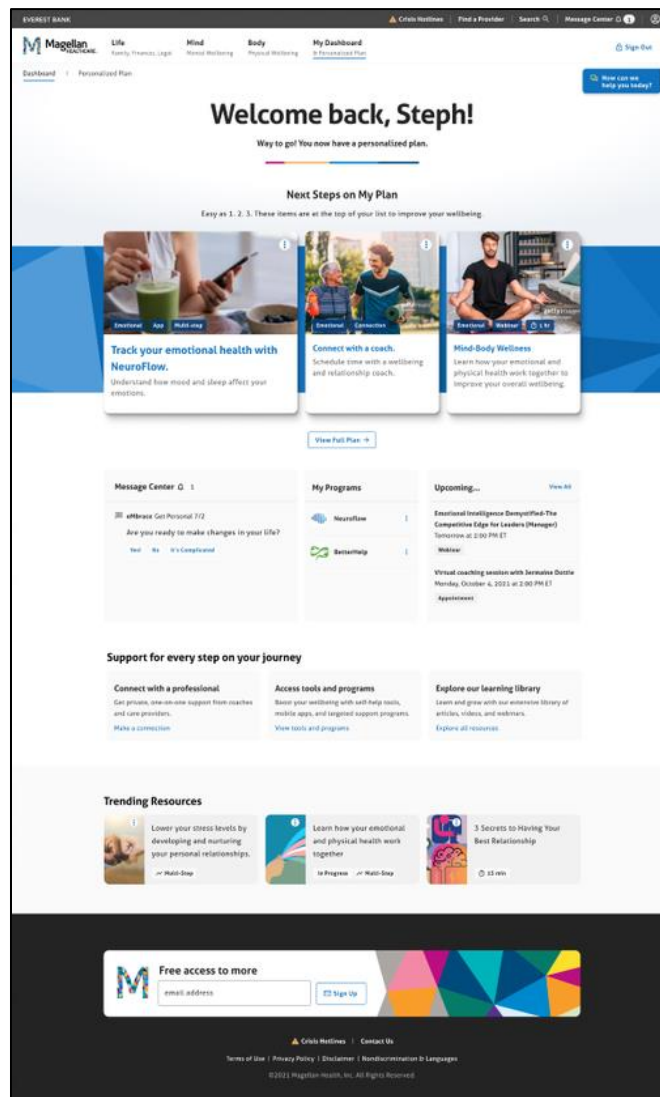 EVEREST BANK
Crisis Hotlines | Find a Provider | Search | Message Center 1
Magellan HEALTHCARE.
Life
Family, Finances, Legal
Mind
Mental Wellbeing
Body
Physical Wellbeing
My Dashboard
& Personalized Plan
Sign Out
Dashboard | Personalized Plan
How can we
help you today?
Welcome back, Steph!
Way to go! You now have a personalized plan.
Next Steps on My Plan
Easy as 1. 2. 3. These items are at the top of your list to improve your wellbeing.
Emotional App Multi-step
Track your emotional health with
NeuroFlow.
Understand how mood and sleep affect your
emotions.
Emotional Connection
Connect with a coach.
Schedule time with a wellbeing
and relationship coach.
Emotional Webinar 1 hr
Mind-Body Wellness
Learn how your emotional and
physical health work together to
improve your overall wellbeing.
View Full Plan →
Message Center 1
eMbrace Get Personal 7/2
Are you ready to make changes in your life?
Yes! No It's Complicated
My Programs
Neuroflow
BetterHelp
Upcoming...
View All
Emotional Intelligence Demystified-The
Competitive Edge for Leaders (Manager)
Tomorrow at 2:00 PM ET
Webinar
Virtual coaching session with Jermaine Dottie
Monday, October 4, 2021 at 2:00 PM ET
Appointment
Support for every step on your journey
Connect with a professional
Get private, one-on-one support from coaches
and care providers.
Make a connection
Access tools and programs
Boost your wellbeing with self-help tools,
mobile apps, and targeted support programs.
View tools and programs
Explore our learning library
Learn and grow with our extensive library of
articles, videos, and webinars.
Explore all resources
Trending Resources
Lower your stress levels by
developing and nurturing
your personal relationships.
Multi-Step
Learn how your emotional
and physical health work
together
In Progress Multi-Step
3 Secrets to Having Your
Best Relationship
Free access to more
email address
Sign Up
Crisis Hotlines | Contact Us
Terms of Use | Privacy Policy | Disclaimer | Nondiscrimination & Languages
©2021 Magellan Health, Inc. All Rights Reserved.